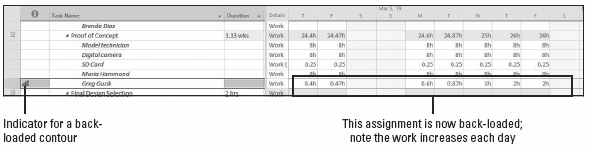 Mar 3, '19
Task Name Duration Details T F S M T W T F S
Brenda Diaz Work
32 Proof of Concept 3.33 wks Work 24.4h 24.47h 24.6h 24.87h 25h 26h 26h
Model technician Work 8h 8h 8h 8h 8h 8h 8h
Digital camera Work 8h 8h 8h 8h 8h 8h 8h
SD Card Work ( 0.25 0.25 0.25 0.25 0.25 0.25 0.25
Maria Hammond Work 8h 8h 8h 8h 8h 8h 8h
Greg Guzik Work 0.4h 0.47h 0.6h 0.87h 1h 2h 2h
33 Final Design Selection 2 hrs Work
Indicator for a back-
loaded contour
This assignment is now back-loaded;
note the work increases each day